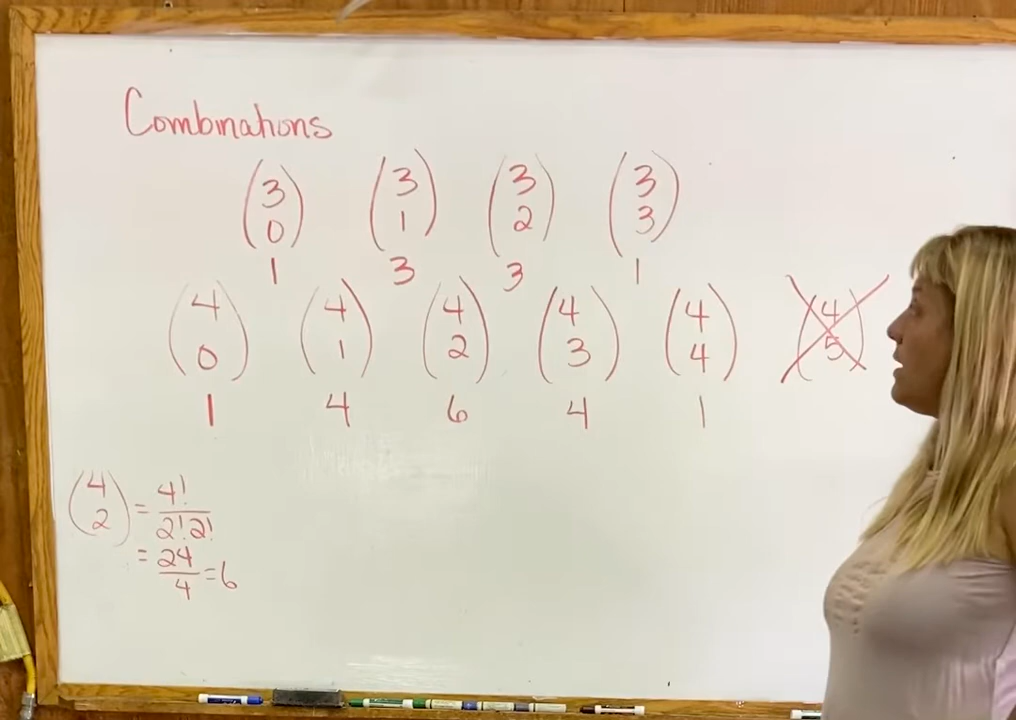 Combinations
(3 0) (3 1) (3 2) (3 3)
1 3 3 1
(4 0) (4 1) (4 2) (4 3) (4 4) (4 5)
1 4 6 4 1
(4 2) = 4! / 2!2!
= 24 / 4 = 6